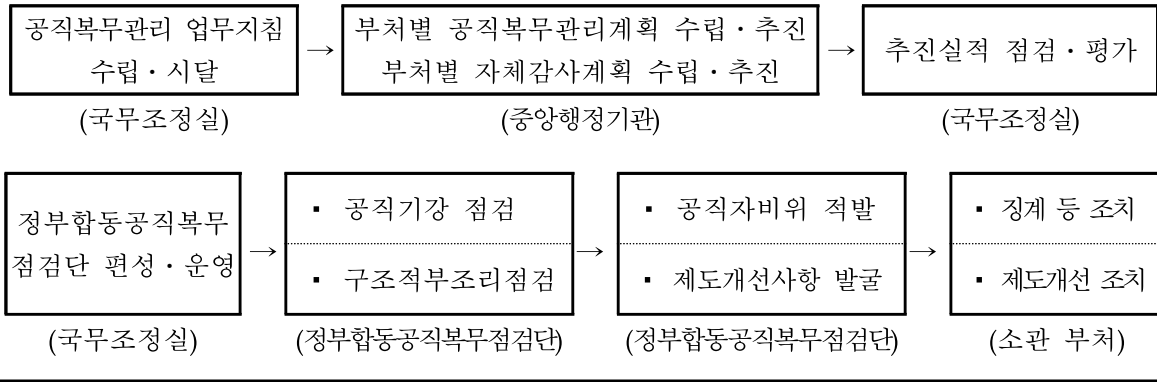 공직복무관리 업무지침
수립·시달
→
부처별 공직복무관리계획 수립·추진
부처별 자체감사계획 수립·추진
→
추진실적 점검·평가
(국무조정실)
(중앙행정기관)
(국무조정실)
정부합동공직복무
점검단 편성·운영
→
▪ 공직기강 점검
▪ 구조적부조리점검
→
▪ 공직자비위 적발
▪ 제도개선사항 발굴
→
▪ 징계 등 조치
▪ 제도개선 조치
(국무조정실)
(정부합동공직복무점검단)
(정부합동공직복무점검단)
(소관 부처)